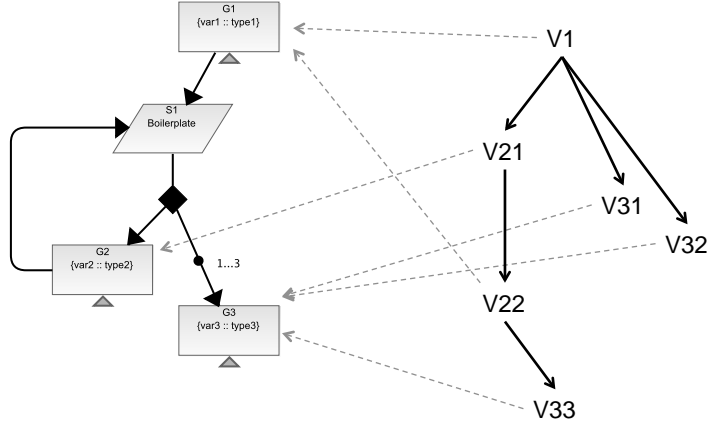 G1
{var1 :: type1}
V1
S1
Boilerplate
V21
V31
V32
G2
{var2 :: type2}
1...3
V22
G3
{var3 :: type3}
V33